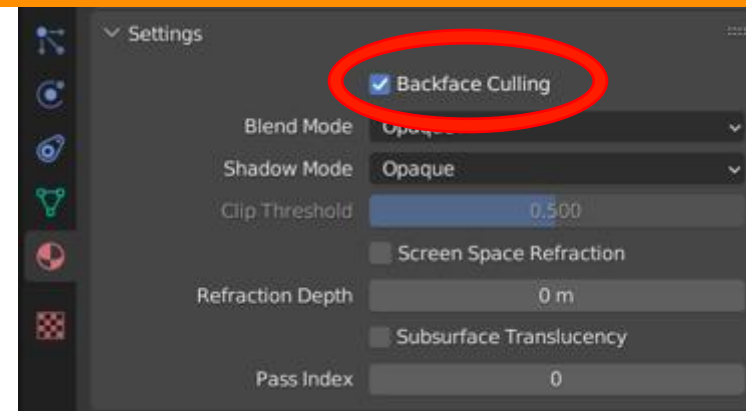 Settings
Backface Culling
Blend Mode Opaque
Shadow Mode Opaque
Clip Threshold 0.500
Screen Space Refraction
Refraction Depth 0 m
Subsurface Translucency
Pass Index 0